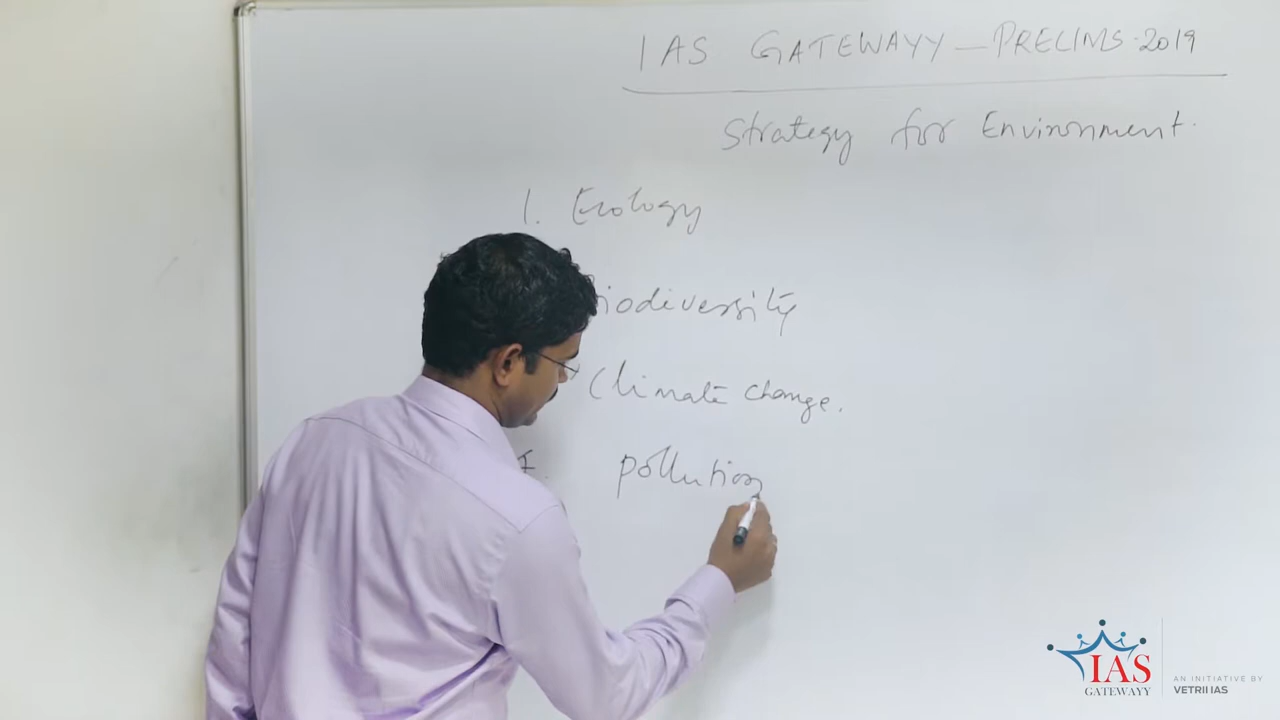 IAS GATEWAYY — PRELIMS. 2019
Strategy for Environment.
1. Ecology
iodiversity
Climate change.
pollution
IAS
GATEWAYY
AN INITIATIVE BY
VETRII IAS